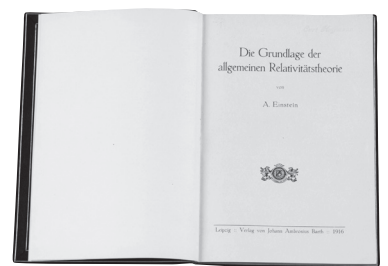 Die Grundlage der
allgemeinen Relativitätstheorie
von
A. Einstein
Leipzig · Verlag von Johann Ambrosius Barth · 1916